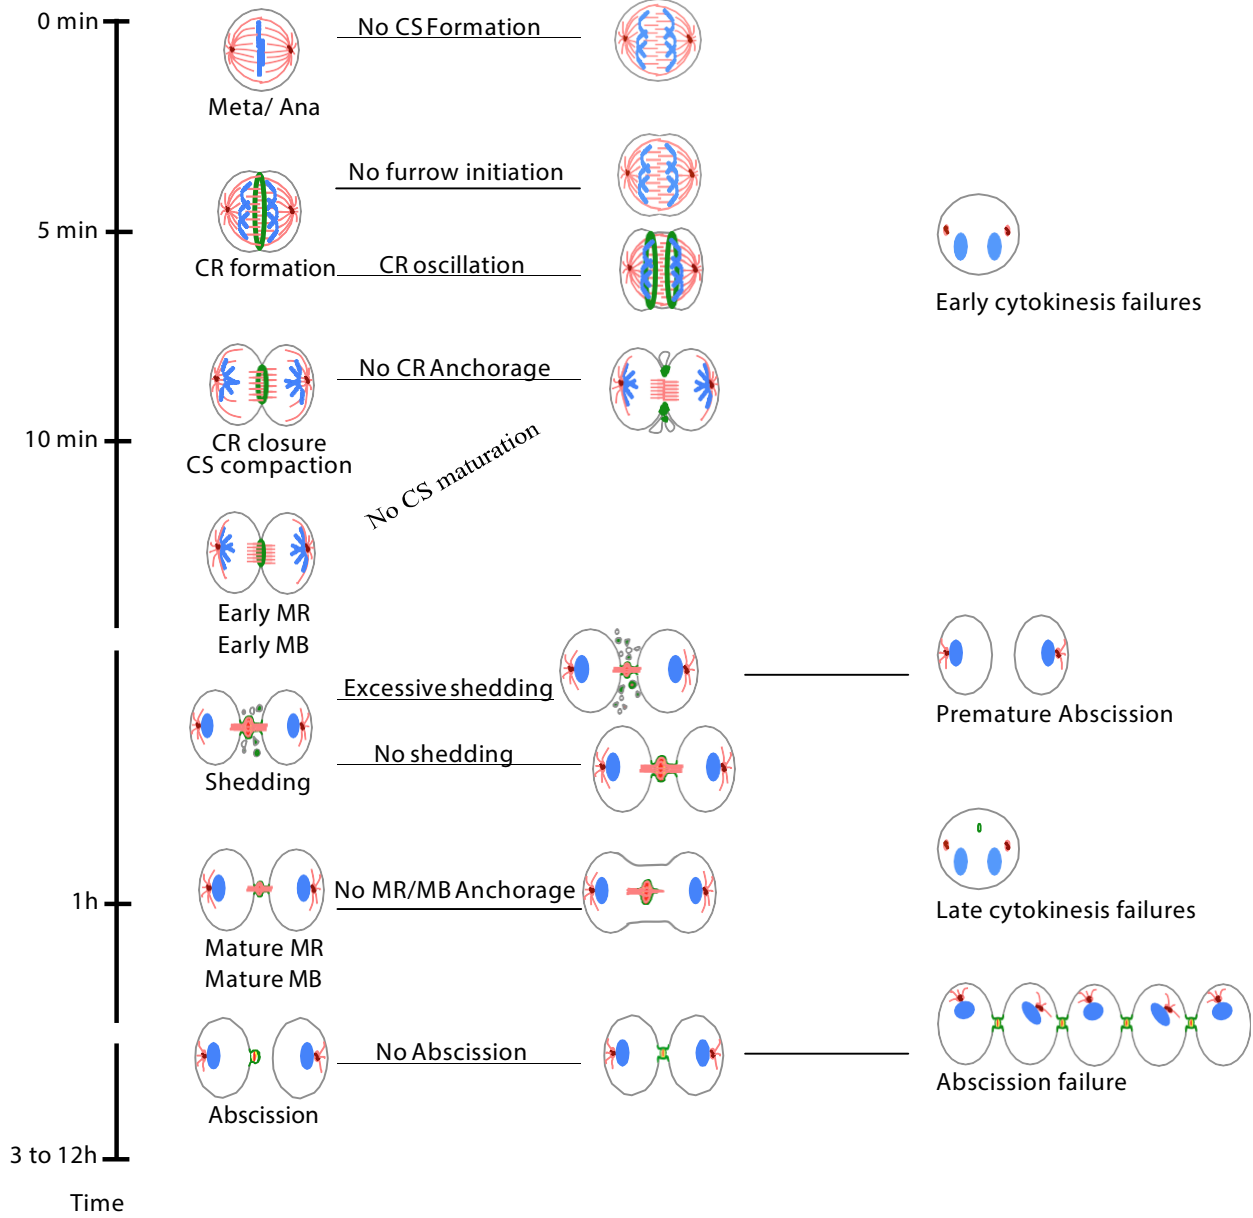 0 min
No CS Formation
Meta/ Ana
No furrow initiation
5 min
CR formation
CR oscillation
Early cytokinesis failures
No CR Anchorage
10 min
CR closure
CS compaction
No CS maturation
Early MR
Early MB
Excessive shedding
Premature Abscission
No shedding
Shedding
No MR/MB Anchorage
1h
Late cytokinesis failures
Mature MR
Mature MB
No Abscission
Abscission failure
Abscission
3 to 12h
Time